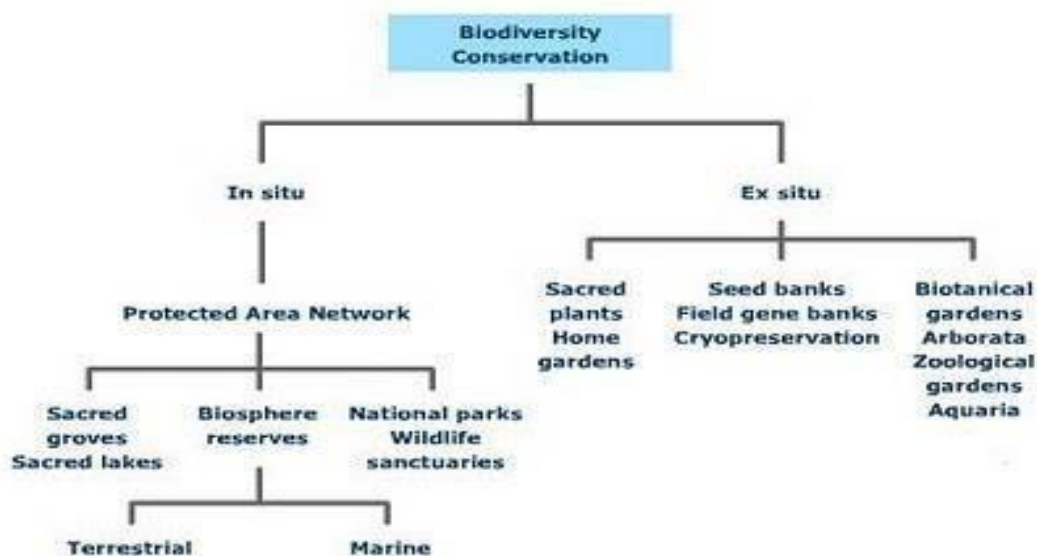 Biodiversity
Conservation
In situ
Ex situ
Protected Area Network
Sacred
plants
Home
gardens
Seed banks
Field gene banks
Cryopreservation
Biotanical
gardens
Arborata
Zoological
gardens
Aquaria
Sacred
groves
Sacred lakes
Biosphere
reserves
National parks
Wildlife
sanctuaries
Terrestrial
Marine